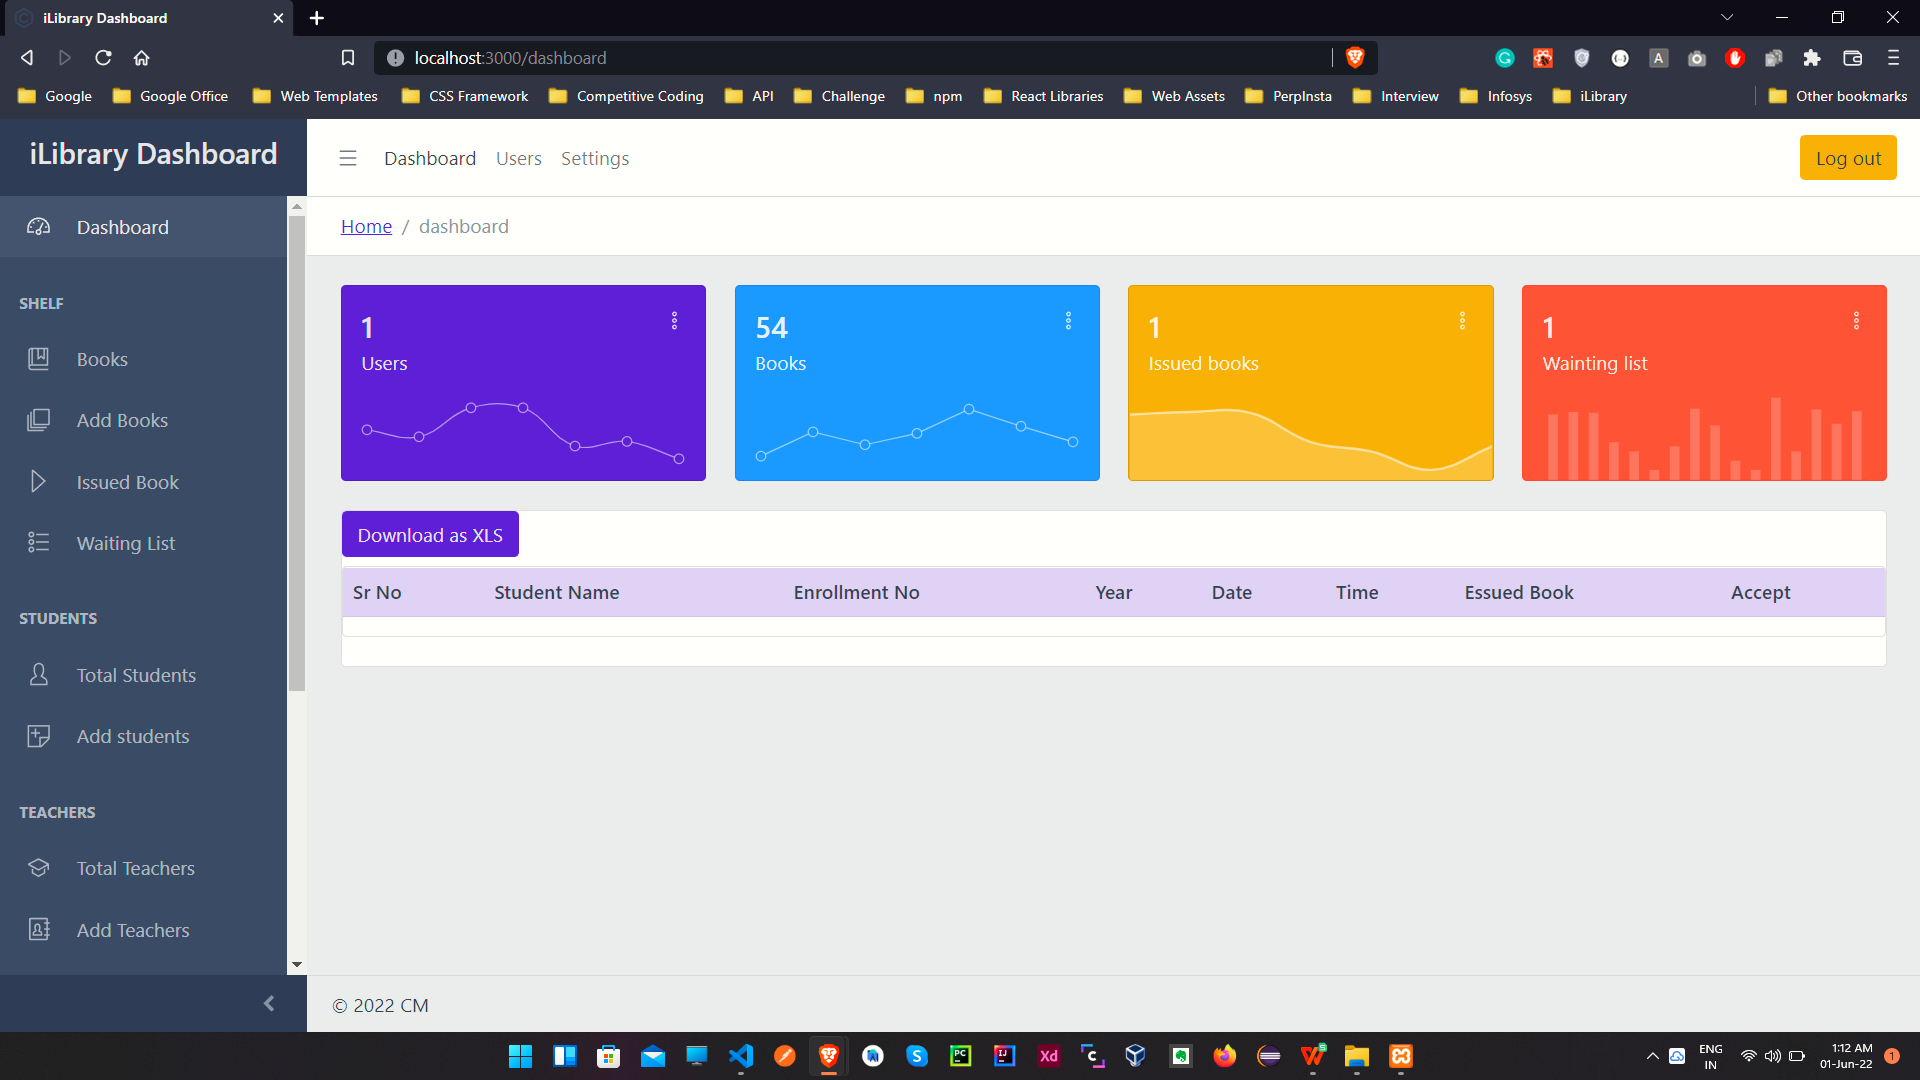 iLibrary Dashboard
localhost:3000/dashboard
A
Google
Google Office
Web Templates
CSS Framework
Competitive Coding
API
Challenge
npm
React Libraries
Web Assets
PerpInsta
Interview
Infosys
iLibrary
Other bookmarks
iLibrary Dashboard
Dashboard
Users
Settings
Log out
Home / dashboard
Dashboard
SHELF
Books
Add Books
Issued Book
Waiting List
STUDENTS
Total Students
Add students
TEACHERS
Total Teachers
Add Teachers
1
Users
54
Books
1
Issued books
1
Wainting list
Download as XLS
Sr No
Student Name
Enrollment No
Year
Date
Time
Essued Book
Accept
© 2022 CM
PC
IJ
Xd
C
ENG
IN
1:12 AM
01-Jun-22
1